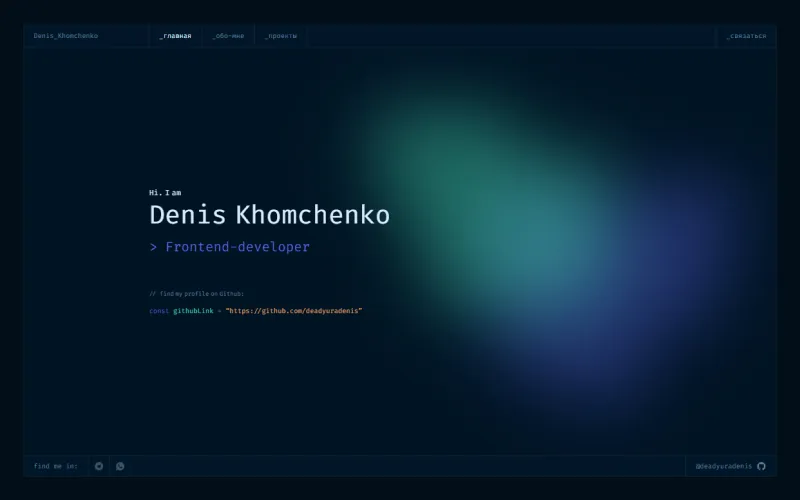 Denis_Khomchenko
_главная
_обо-мне
_проекты
_связаться
Hi. I am
Denis Khomchenko
> Frontend-developer
// find my profile on Github:
const githubLink = "https://github.com/deadyuradenis"
find me in:
@deadyuradenis